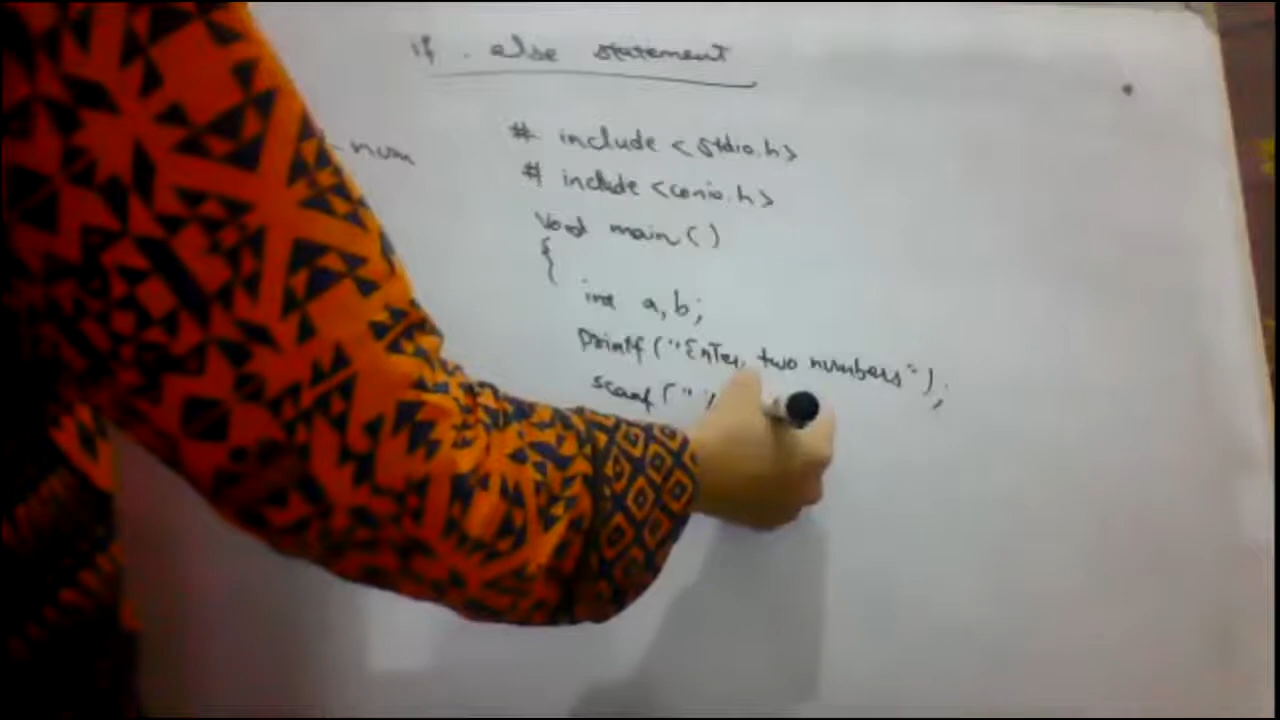 if - else statement
num
# include <stdio.h>
# include <conio.h>
void main ( )
{
int a, b;
printf ("Enter two numbers");
scanf ("